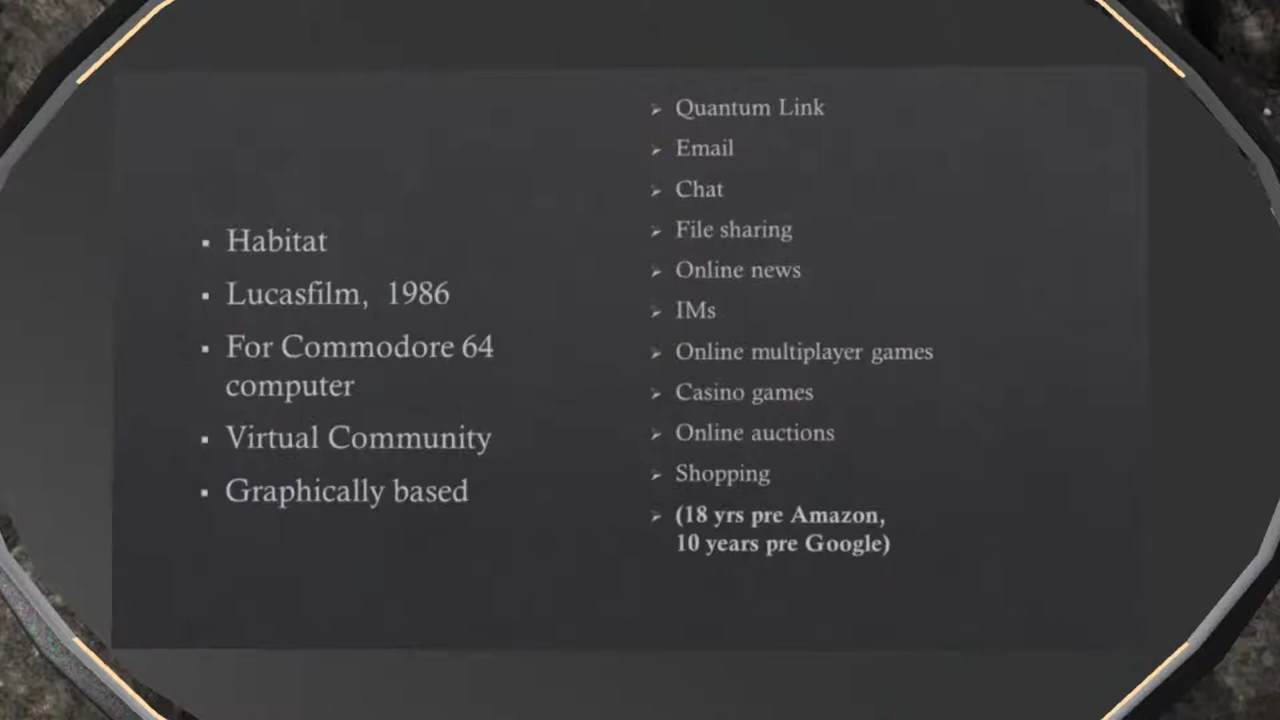 Habitat
Lucasfilm, 1986
For Commodore 64
computer
Virtual Community
Graphically based
Quantum Link
Email
Chat
File sharing
Online news
IMs
Online multiplayer games
Casino games
Online auctions
Shopping
(18 yrs pre Amazon,
10 years pre Google)